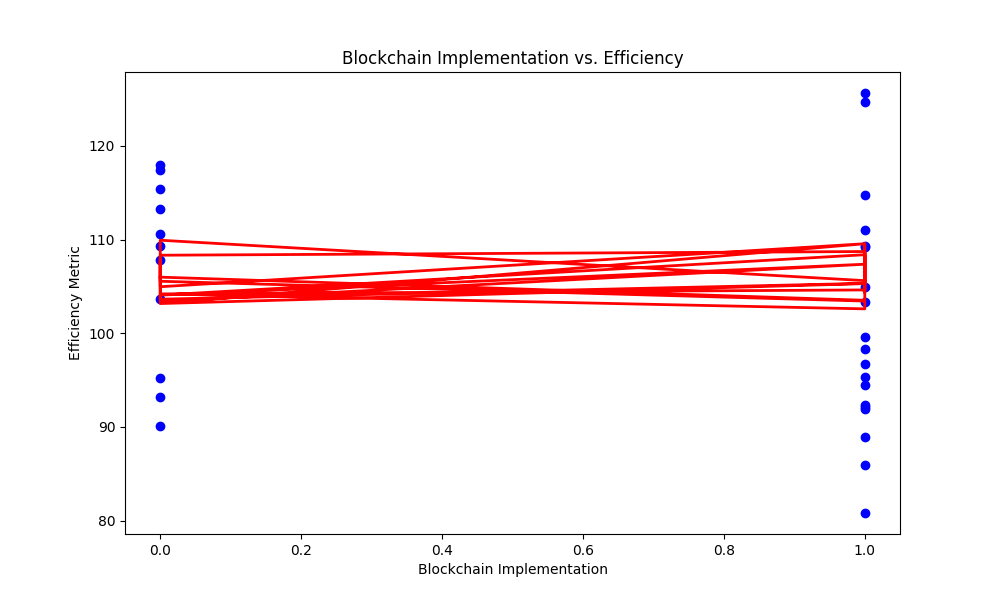 Blockchain Implementation vs. Efficiency
Efficiency Metric
120
110
100
90
80
0.0 0.2 0.4 0.6 0.8 1.0
Blockchain Implementation